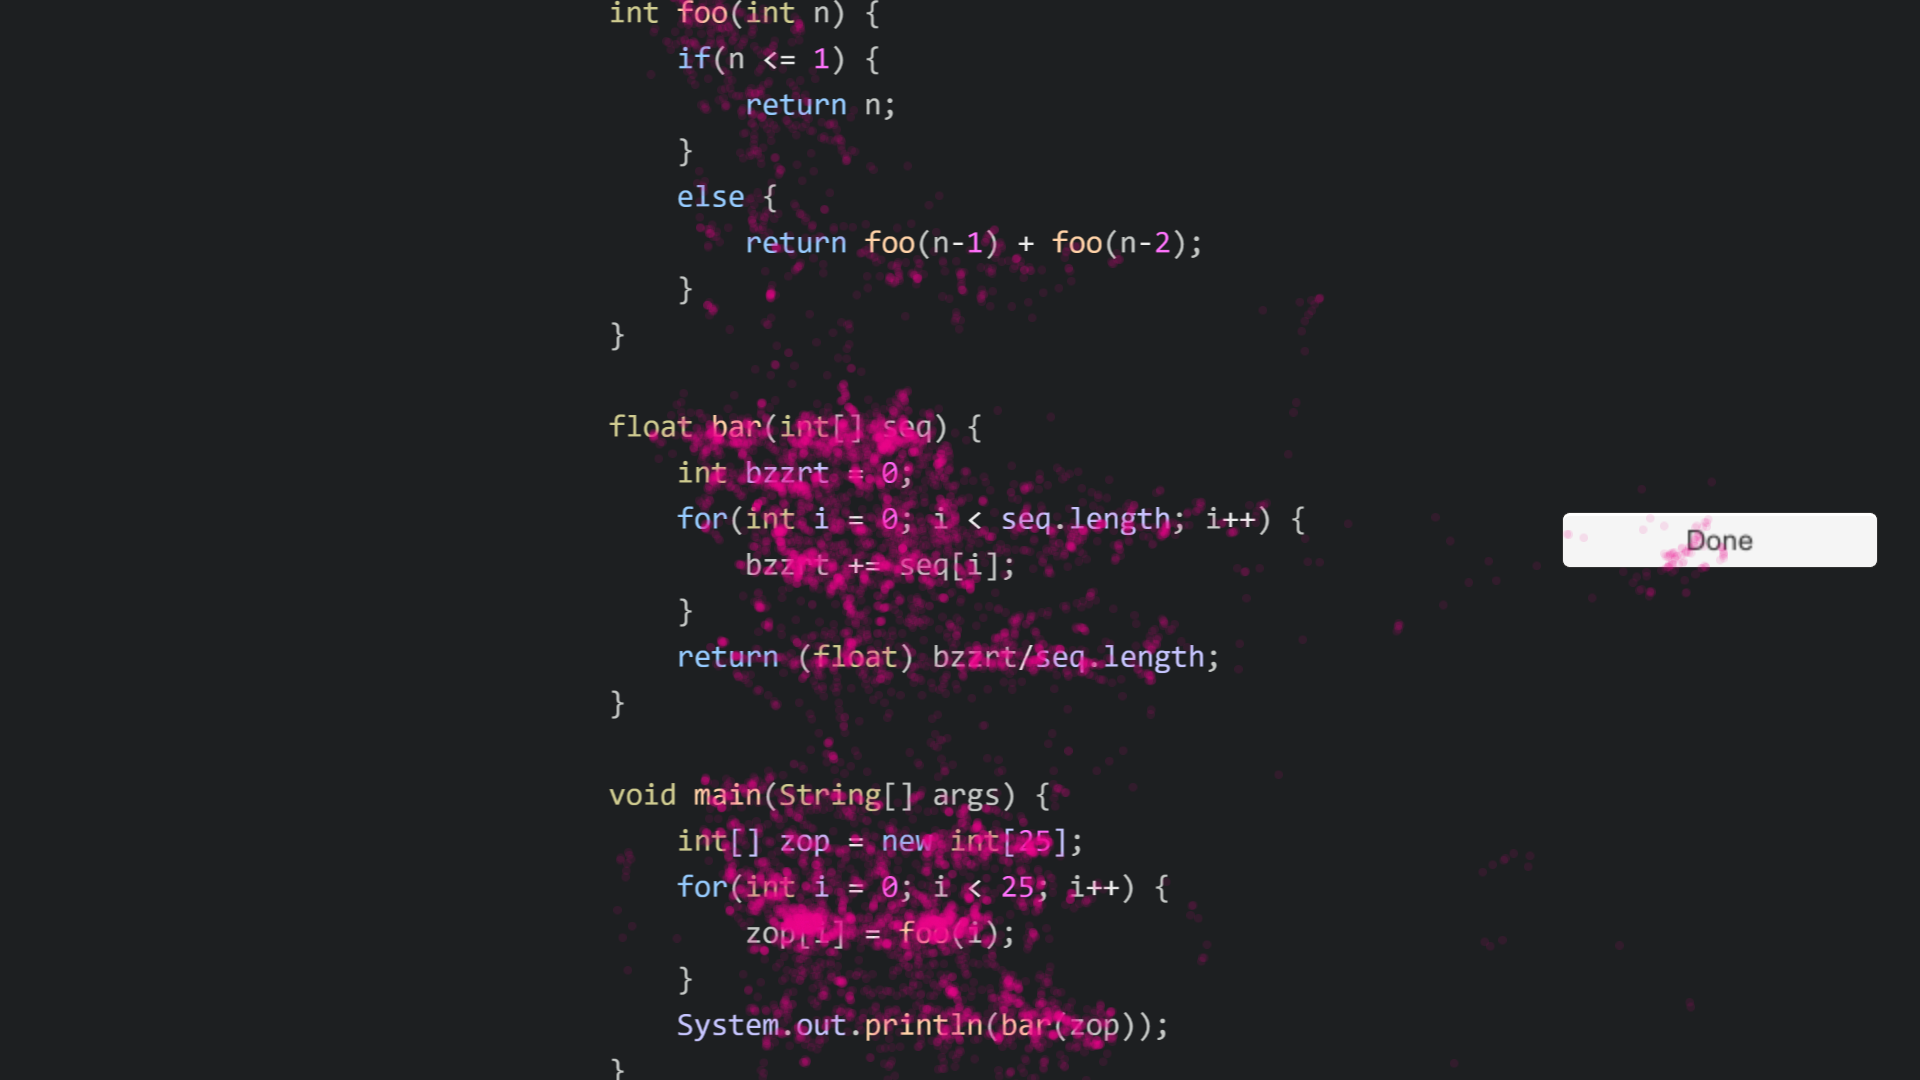 int foo(int n) {
    if(n <= 1) {
        return n;
    }
    else {
        return foo(n-1) + foo(n-2);
    }
}

float bar(int[] seq) {
    int bzzrt = 0;
    for(int i = 0; i < seq.length; i++) {
        bzzrt += seq[i];
    }
    return (float) bzzrt/seq.length;
}

void main(String[] args) {
    int[] zop = new int[25];
    for(int i = 0; i < 25; i++) {
        zop[i] = foo(i);
    }
    System.out.println(bar(zop));
}
Done